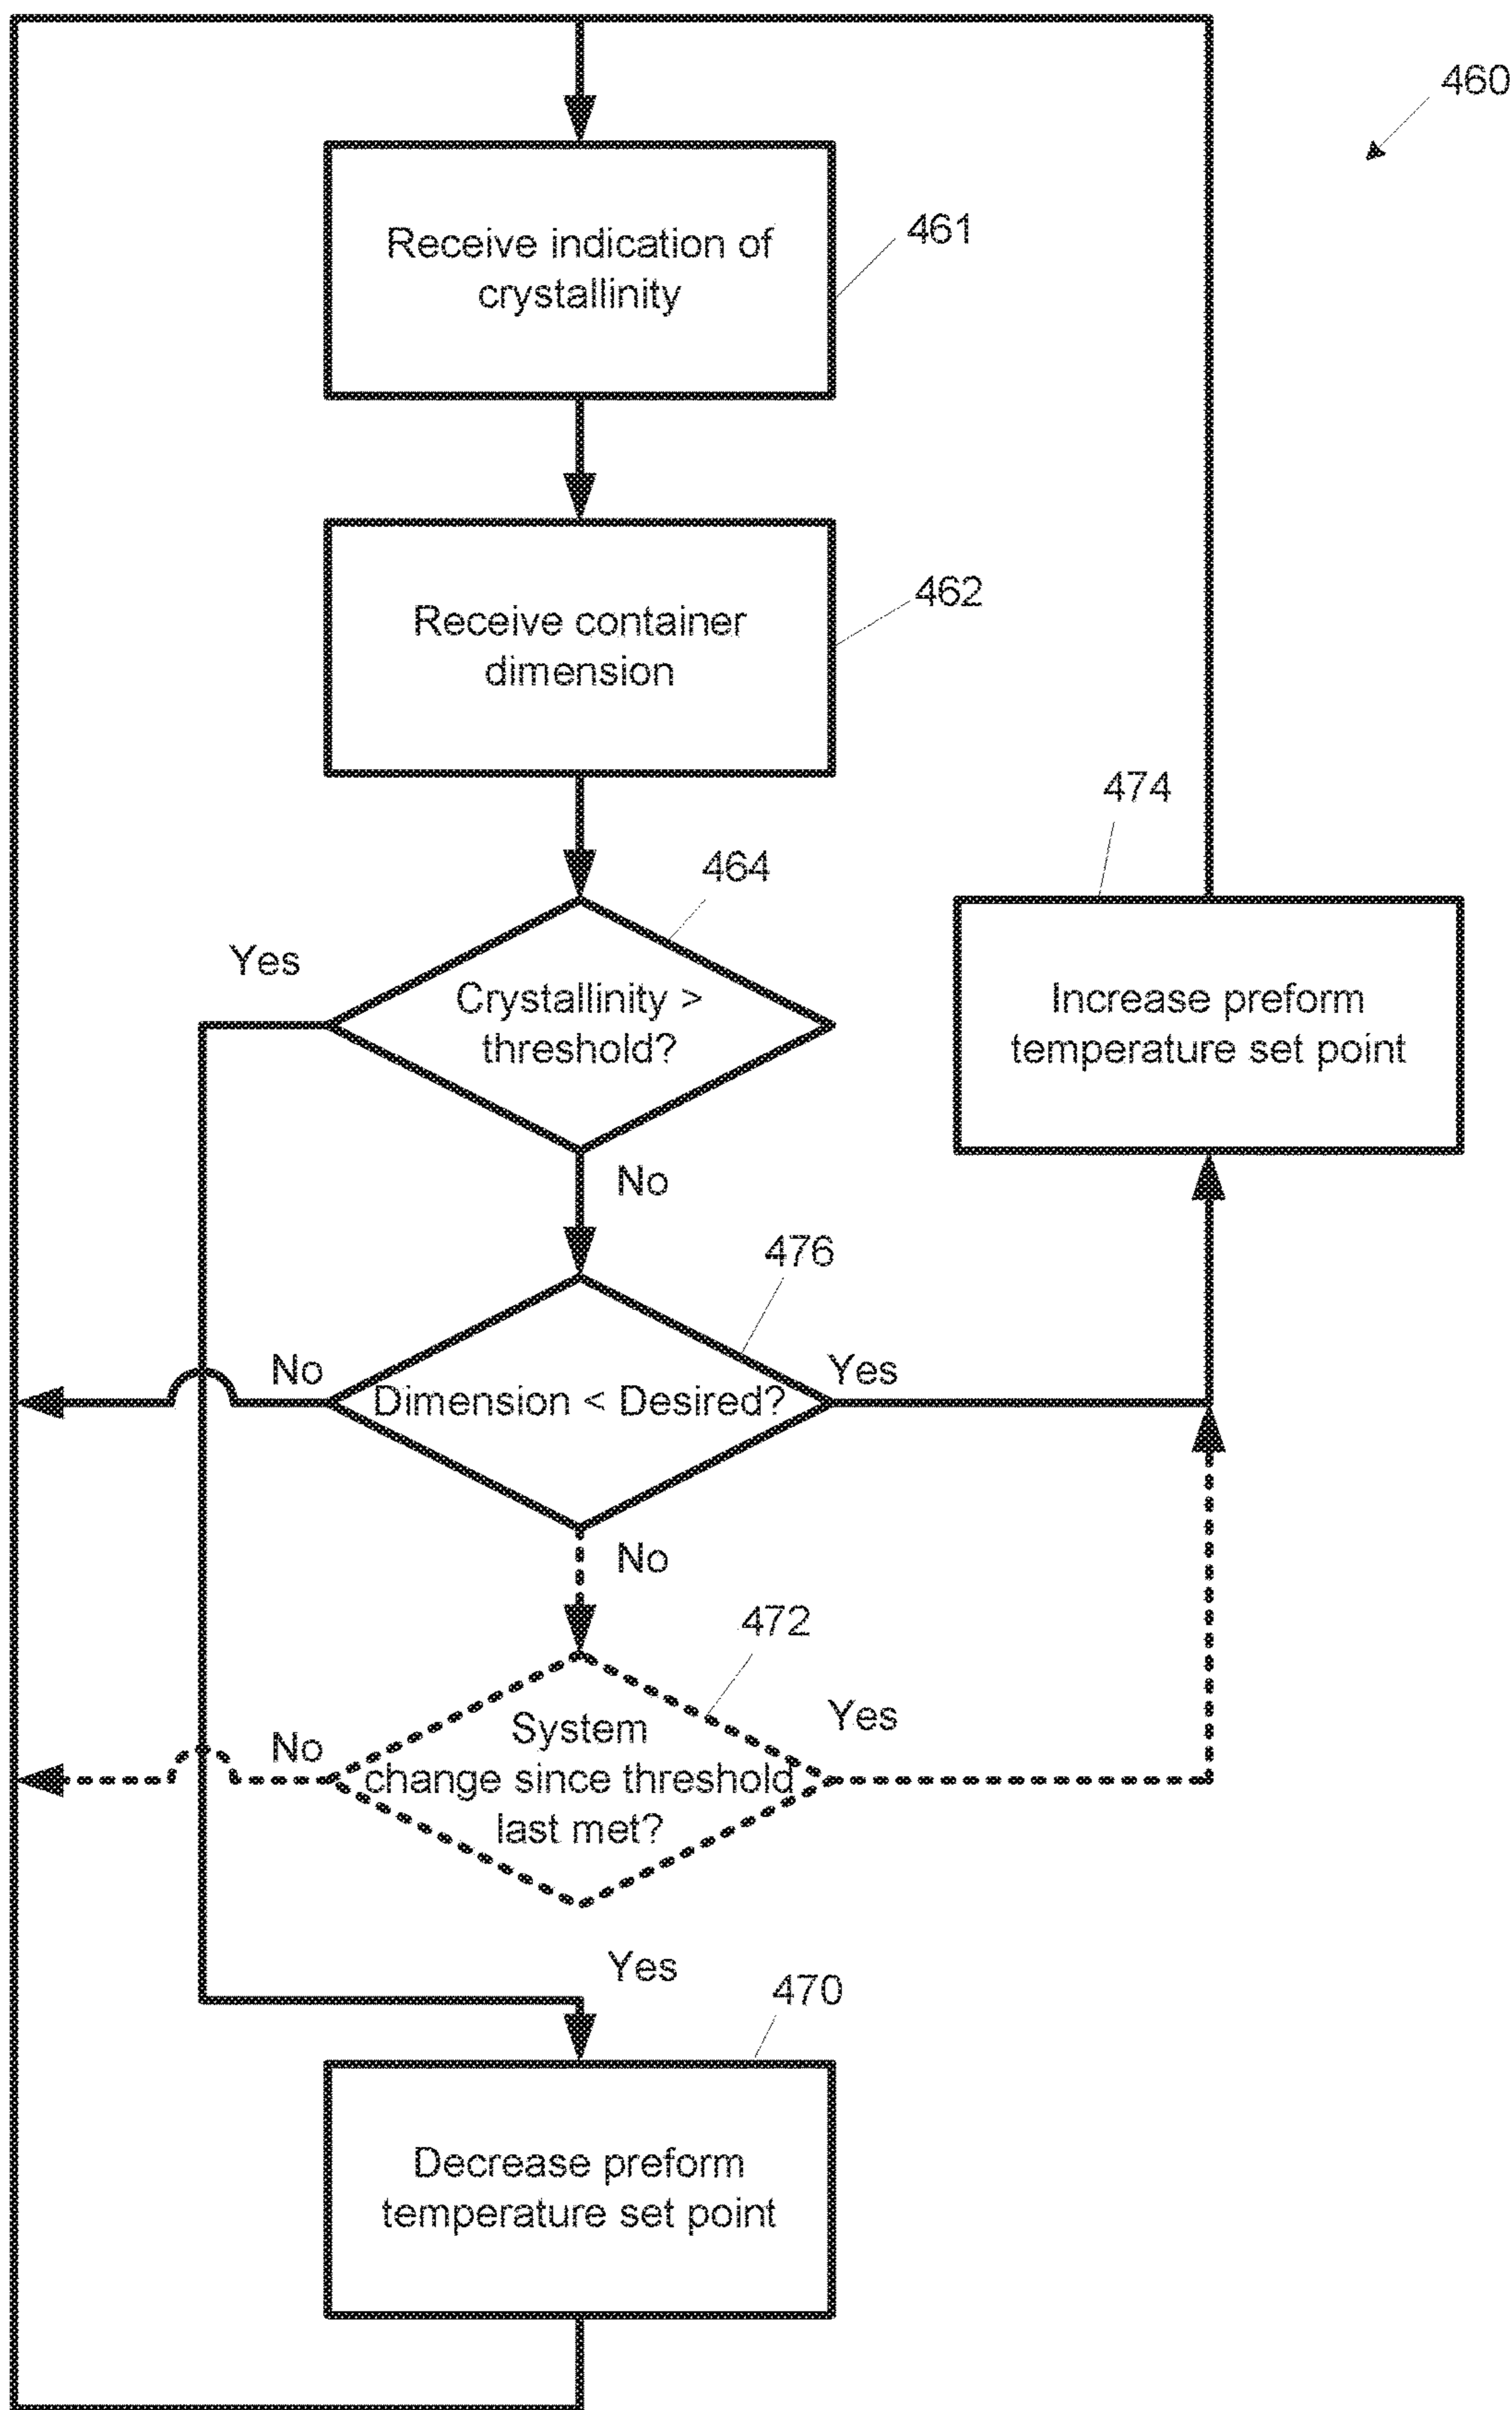 460
Receive indication of
crystallinity
461
Receive container
dimension
462
474
464
Yes
Crystallinity >
threshold?
Increase preform
temperature set point
No
476
No
Dimension < Desired?
Yes
No
472
Yes
No
System
change since threshold
last met?
Yes
470
Decrease preform
temperature set point